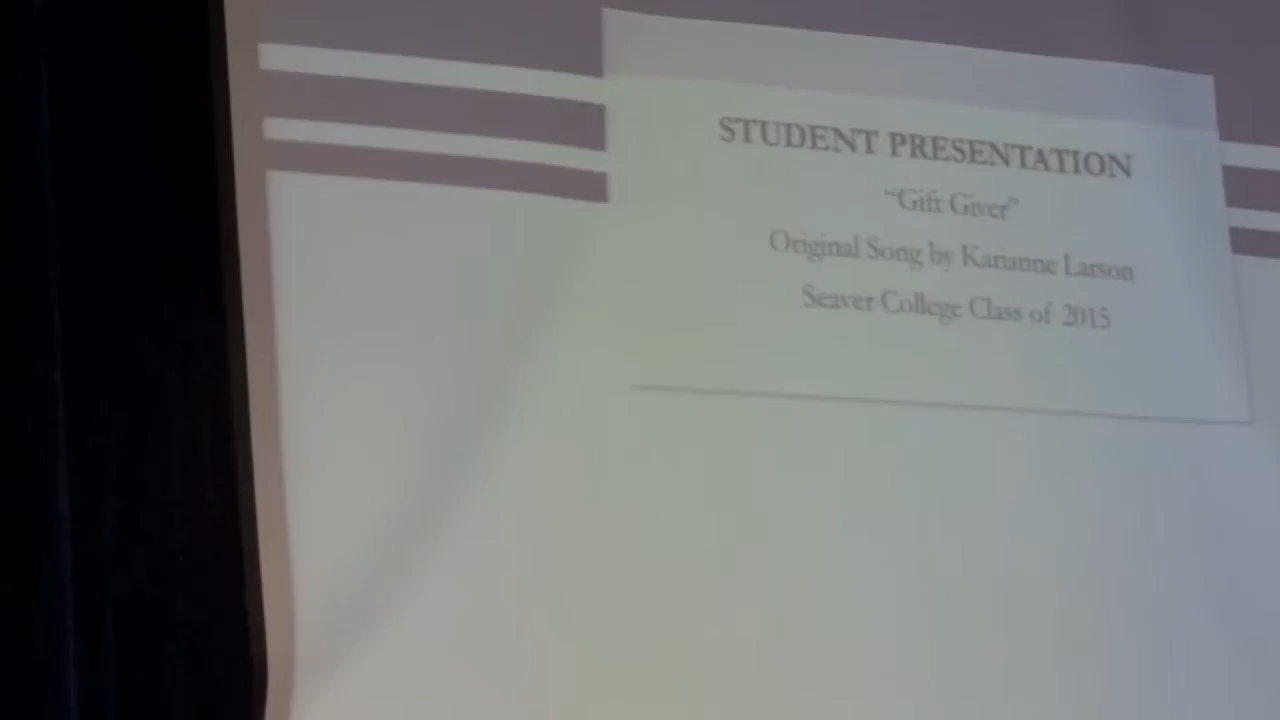 STUDENT PRESENTATION
“Gift Giver”
Original Song by Karianne Larson
Seaver College Class of 2015